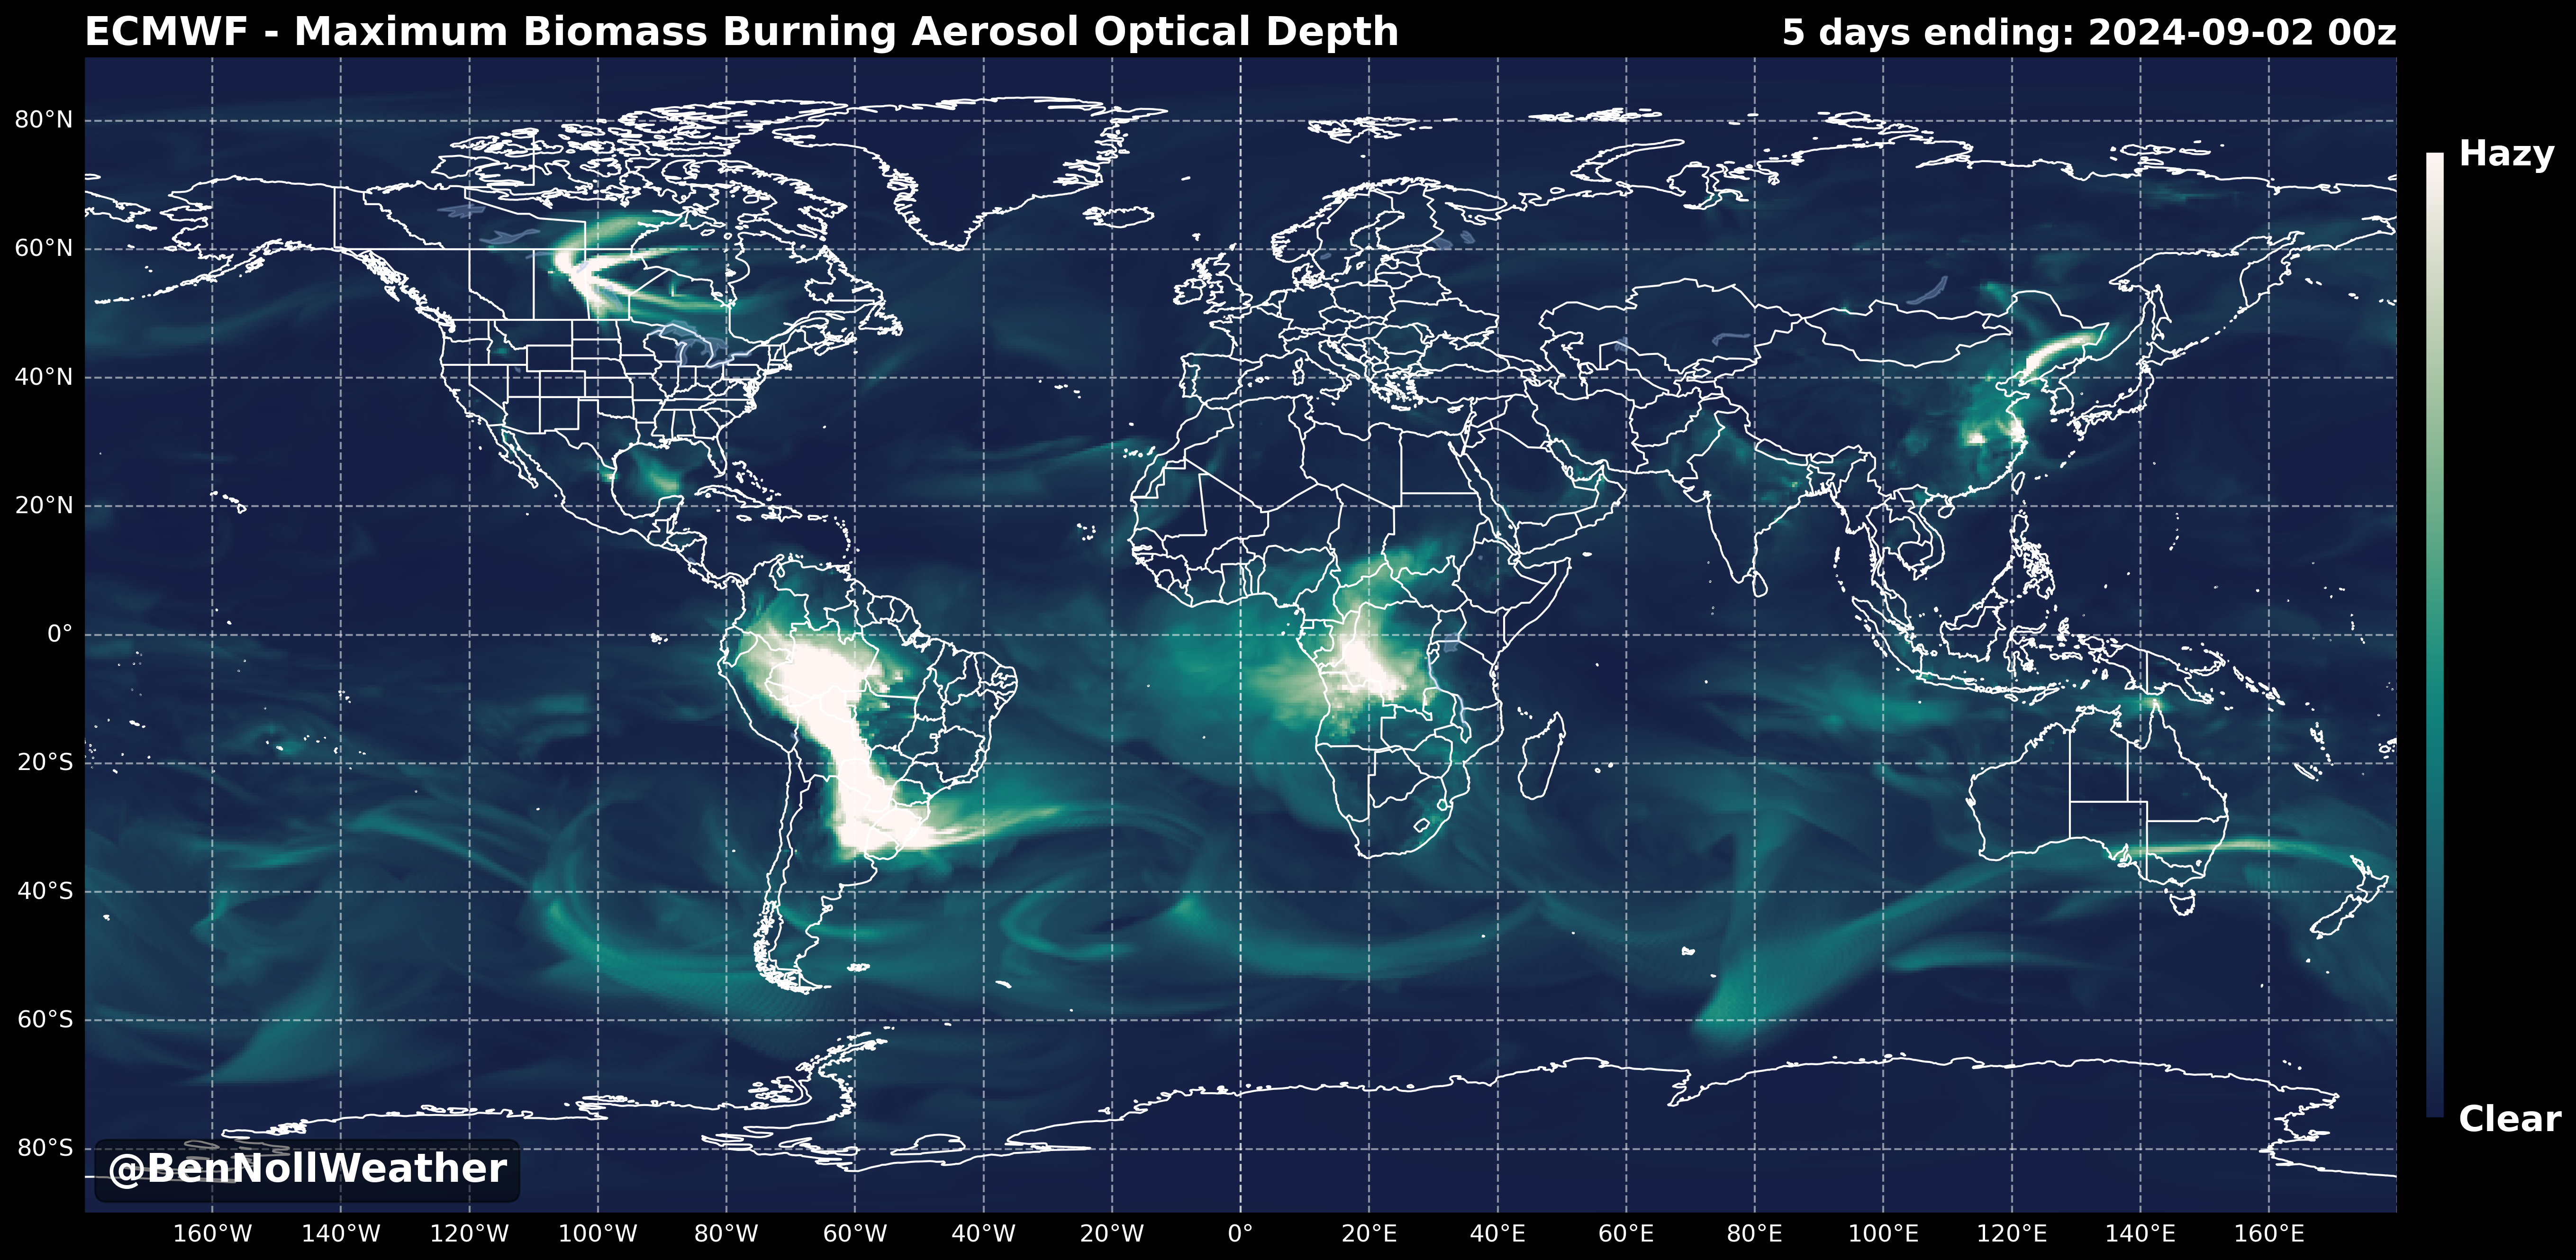 ECMWF - Maximum Biomass Burning Aerosol Optical Depth
5 days ending: 2024-09-02 00z
80°N
60°N
40°N
20°N
0°
20°S
40°S
60°S
80°S
Hazy
Clear
@BenNollWeather
160°W 140°W 120°W 100°W 80°W 60°W 40°W 20°W 0° 20°E 40°E 60°E 80°E 100°E 120°E 140°E 160°E